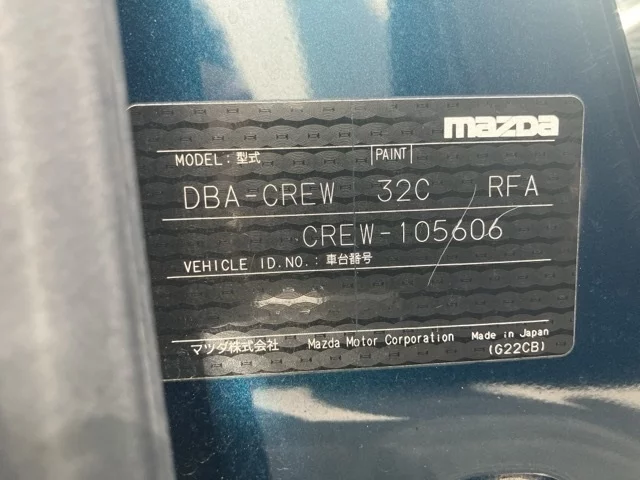 mazda
MODEL:型式 PAINT
DBA-CREW 32C RFA
CREW-105606
VEHICLE ID.NO.:車台番号
マツダ株式会社 Mazda Motor Corporation Made in Japan
(G22CB)